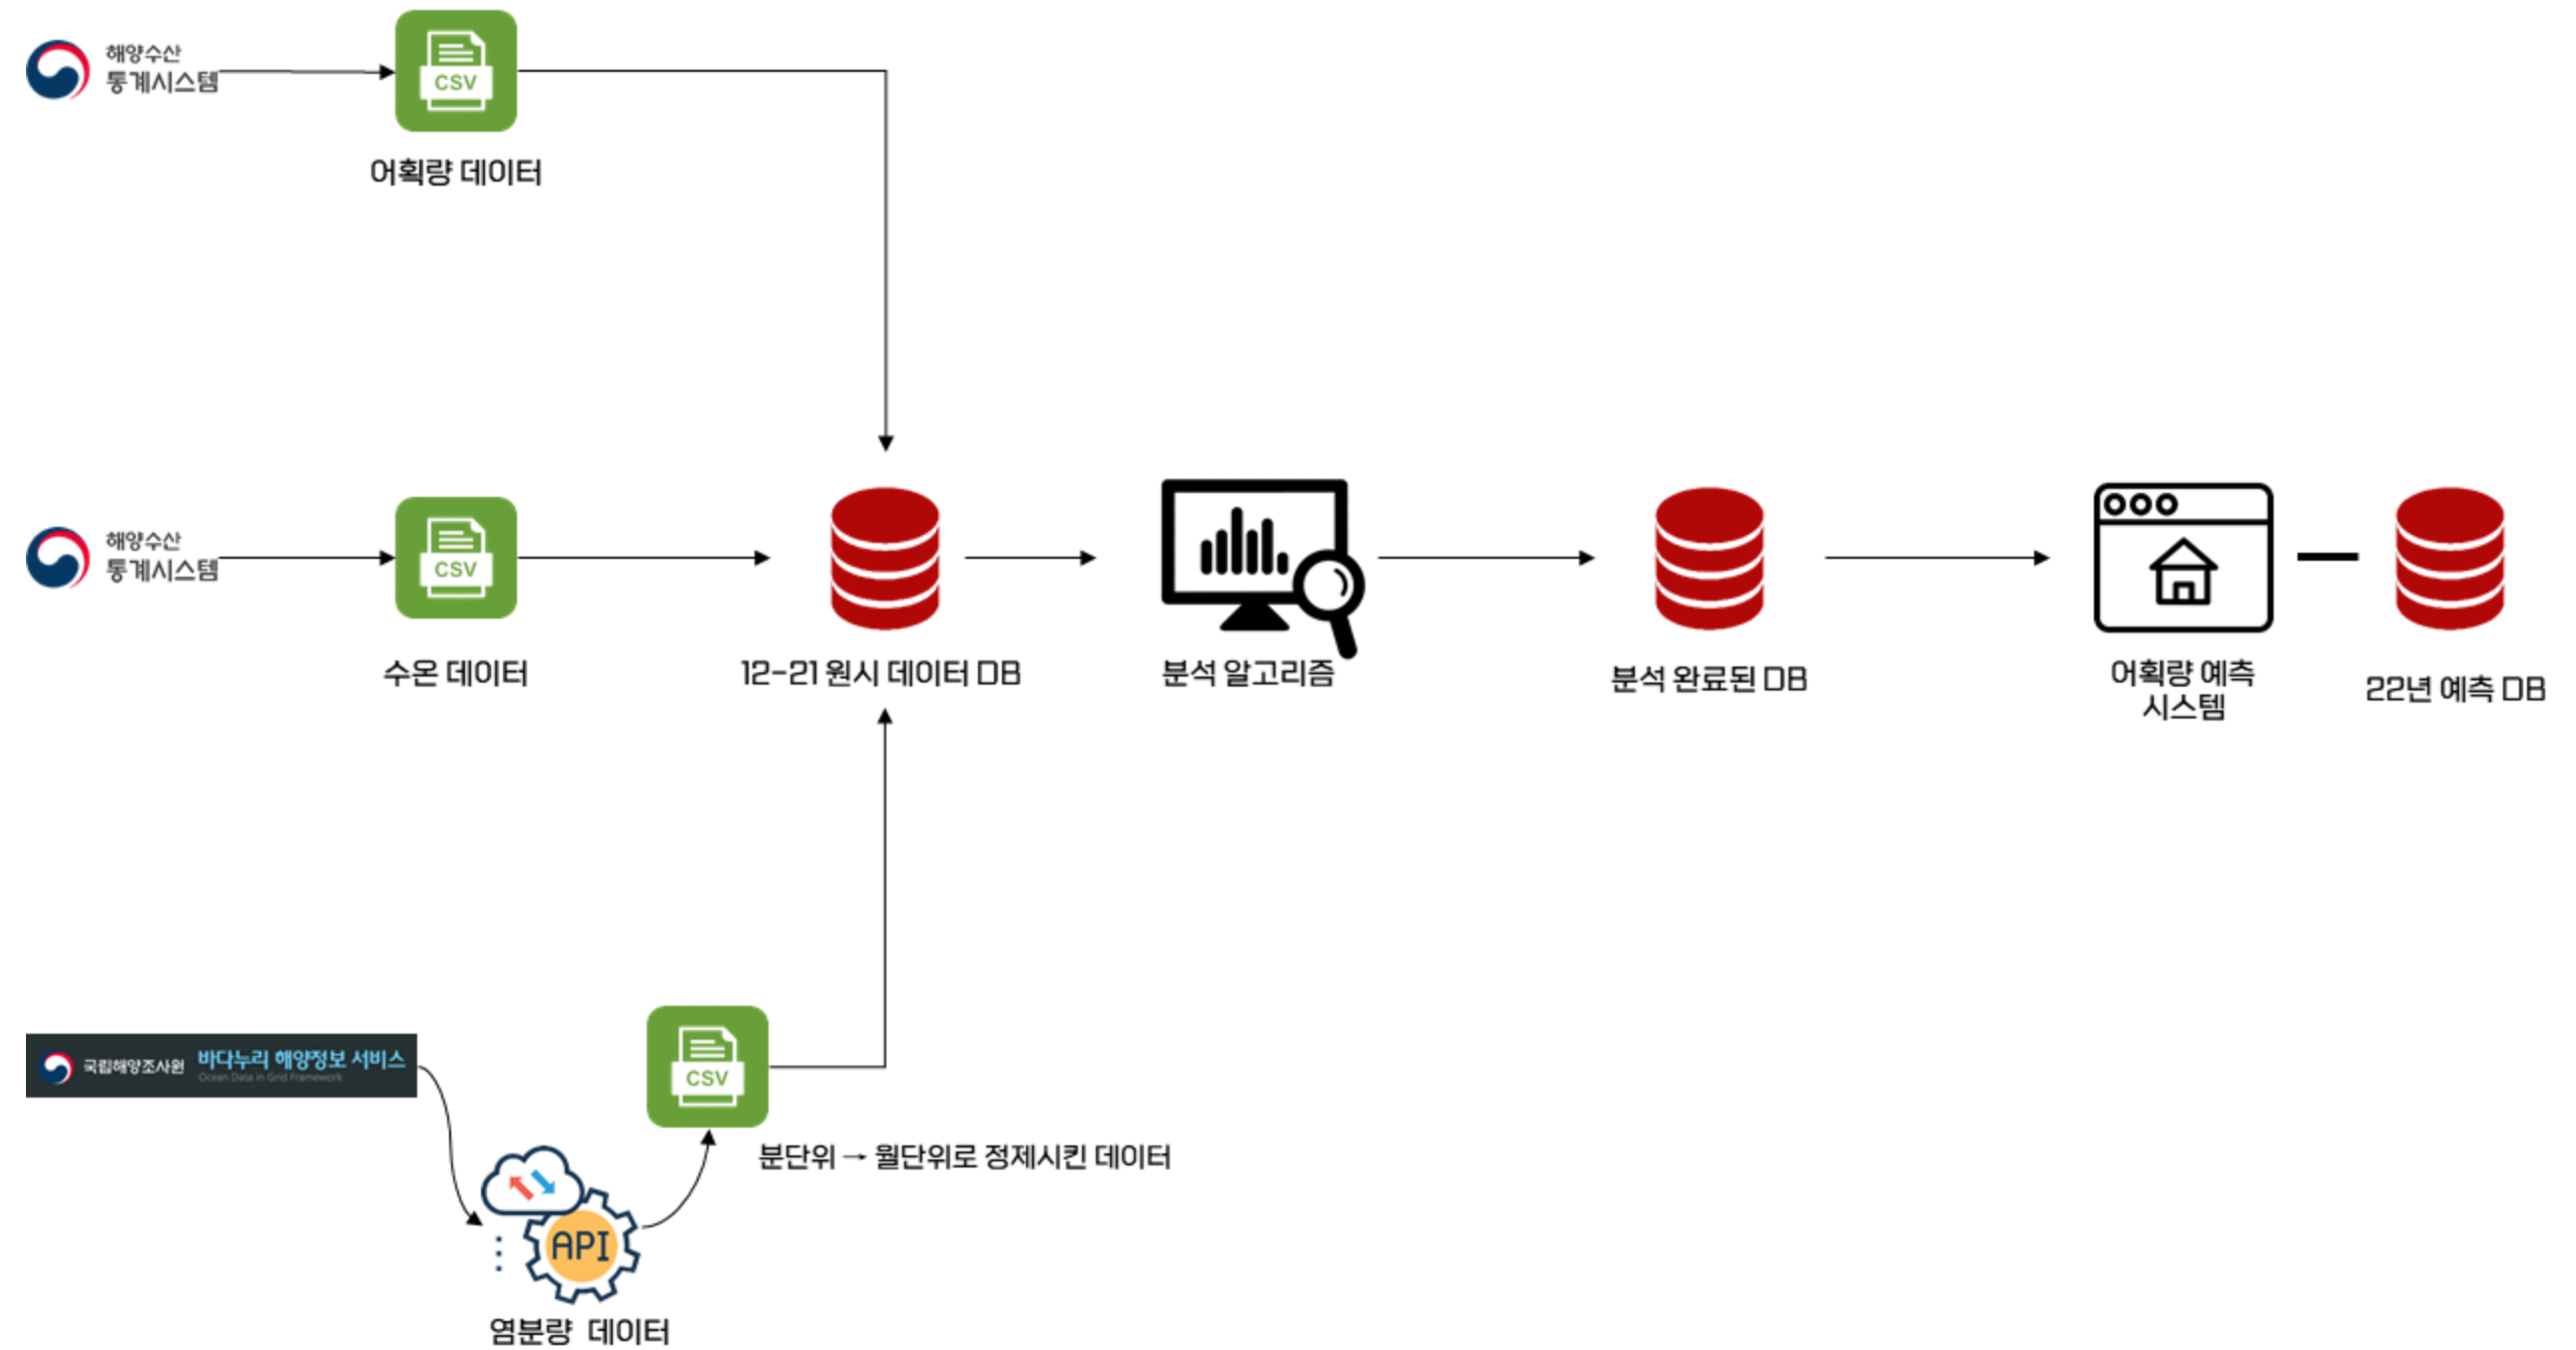 해양수산
통계시스템
CSV
어획량 데이터
해양수산
통계시스템
CSV
수온 데이터
12-21 원시 데이터 DB
분석 알고리즘
분석 완료된 DB
어획량 예측
시스템
22년 예측 DB
국립해양조사원
바다누리 해양정보 서비스
Ocean Data in Grid Framework
CSV
분단위 → 월단위로 정제시킨 데이터
API
염분량 데이터